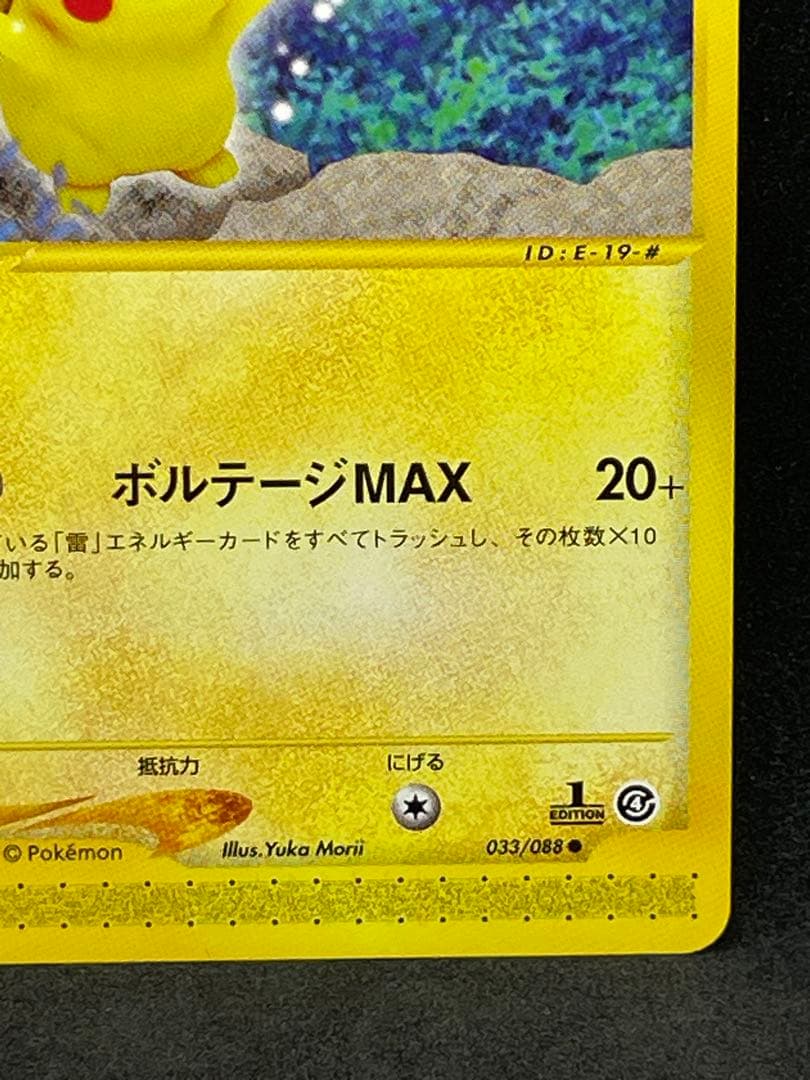 ID:E-19-#
ボルテージMAX 20+
いる「雷」エネルギーカードをすべてトラッシュし、その枚数×10
加する。
抵抗力 にげる
1
EDITION
4
© Pokémon Illus.Yuka Morii 033/088●